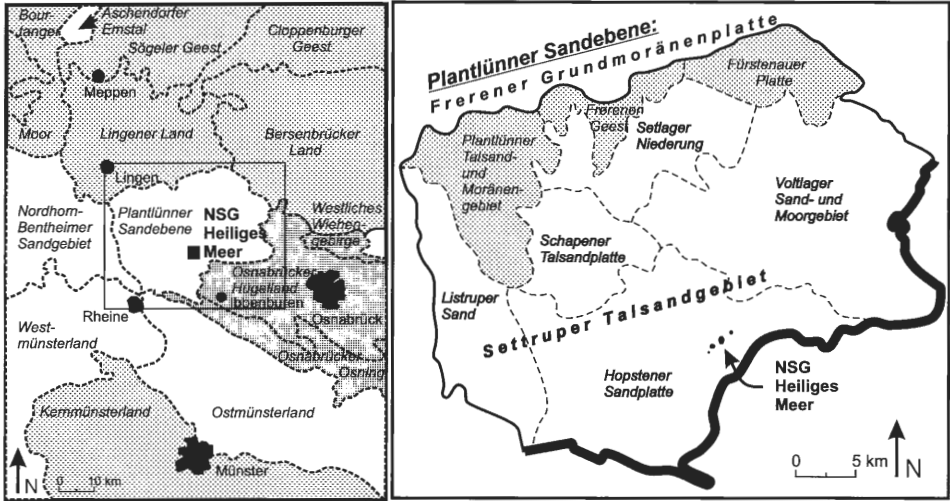 Bour-
tanger
Aschendorfer
Emstal
Sögeler Geest
Cloppenburger
Geest
Meppen
Moor
Lingener Land
Bersenbrücker
Land
Lingen
Nordhorn-
Bentheimer
Sandgebiet
Plantlünner
Sandebene
NSG
Heiliges
Meer
Westliches
Wiehen-
gebirge
Osnabrücker
Hügelland
Ibbenbüren
Osnabrück
Rheine
West-
münsterland
Osnabrücker
Osning
Kernmünsterland
Ostmünsterland
Münster
N
0 10 km
Plantlünner Sandebene:
Frerener Grundmoränenplatte
Fürstenauer
Platte
Frerener
Geest
Setlager
Niederung
Plantlünner
Talsand-
und
Moränen-
gebiet
Voltlager
Sand- und
Moorgebiet
Schapener
Talsandplatte
Listruper
Sand
Settruper Talsandgebiet
Hopstener
Sandplatte
NSG
Heiliges
Meer
0 5 km
N